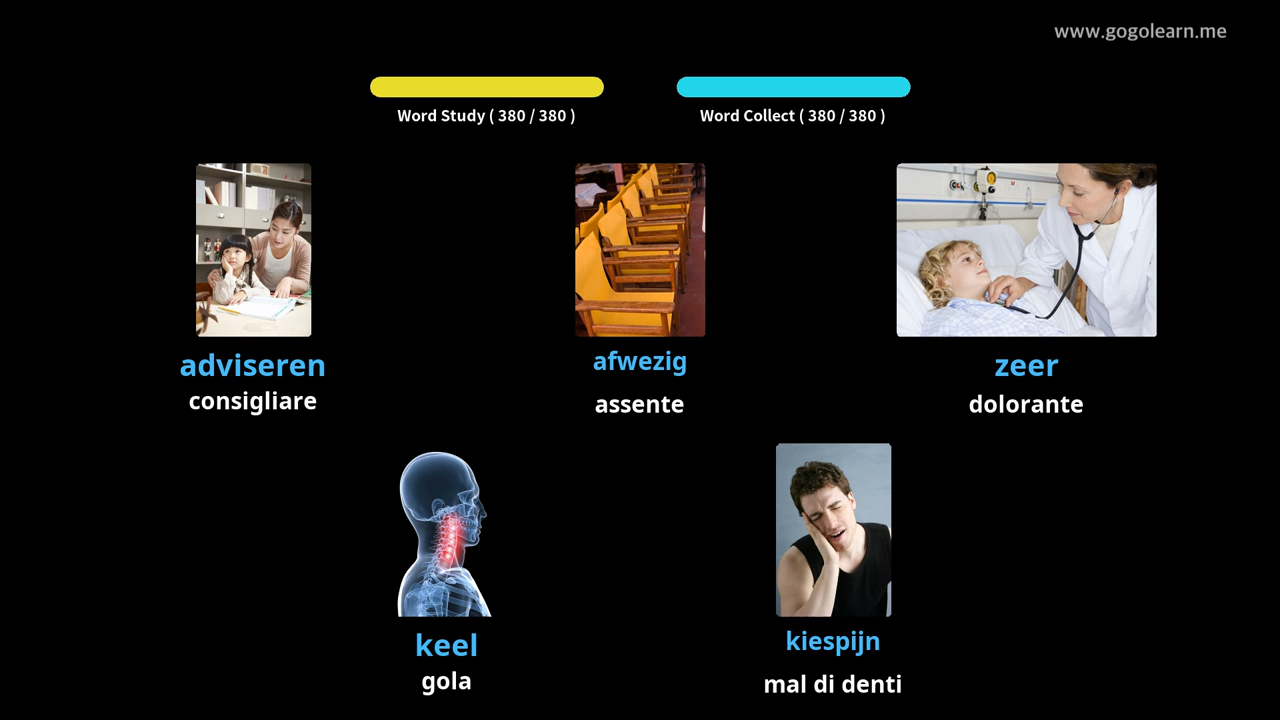 www.gogolearn.me
Word Study ( 380 / 380 )
Word Collect ( 380 / 380 )
adviseren
consigliare
afwezig
assente
zeer
dolorante
keel
gola
kiespijn
mal di denti